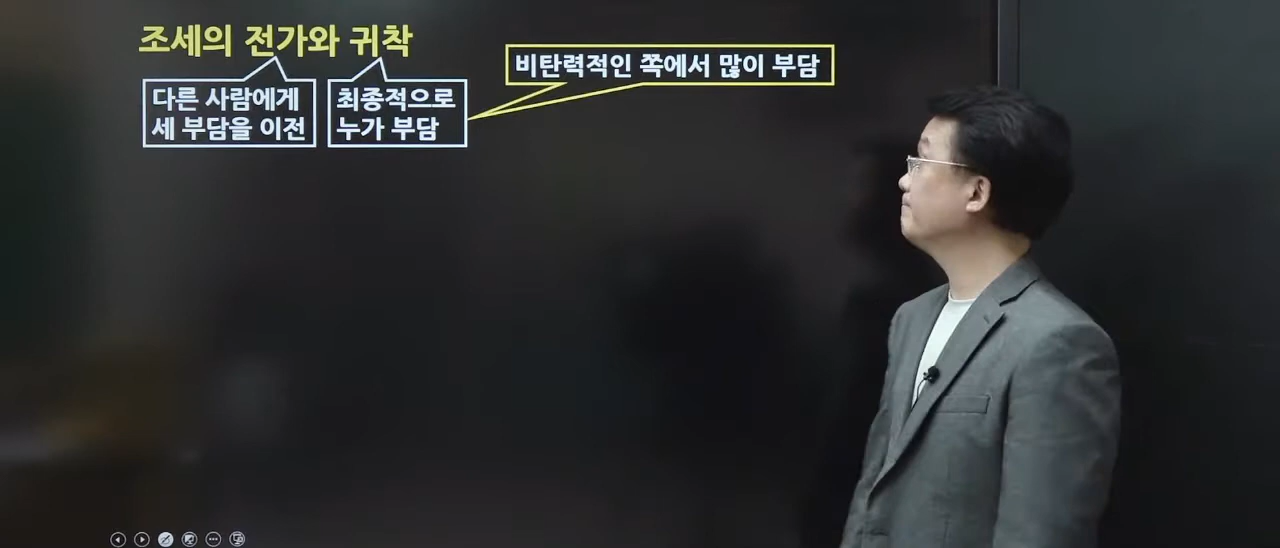 조세의 전가와 귀착
비탄력적인 쪽에서 많이 부담
다른 사람에게
세 부담을 이전
최종적으로
누가 부담